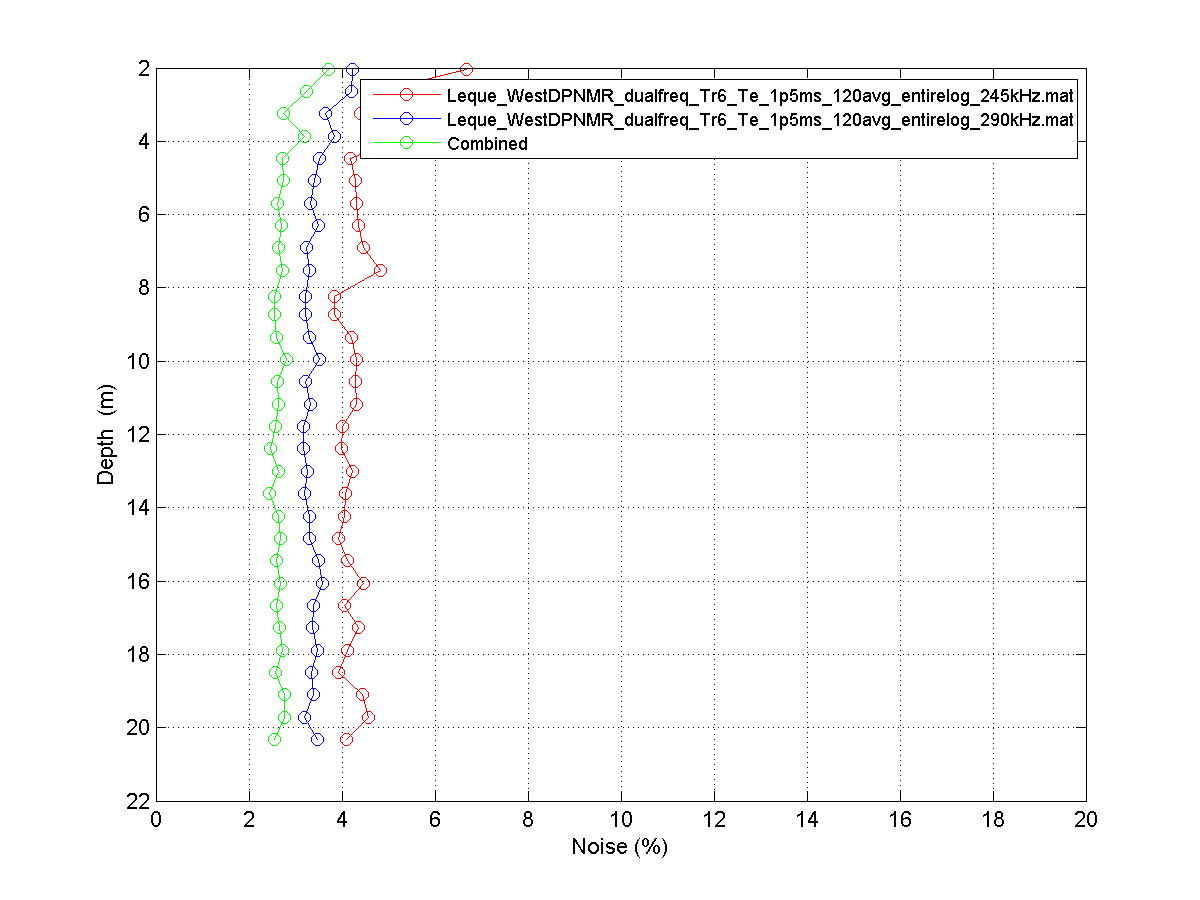 2
4
6
8
10
12
14
16
18
20
22
Depth (m)
Leque_WestDPNMR_dualfreq_Tr6_Te_1p5ms_120avg_entirelog_245kHz.mat
Leque_WestDPNMR_dualfreq_Tr6_Te_1p5ms_120avg_entirelog_290kHz.mat
Combined
0 2 4 6 8 10 12 14 16 18 20
Noise (%)